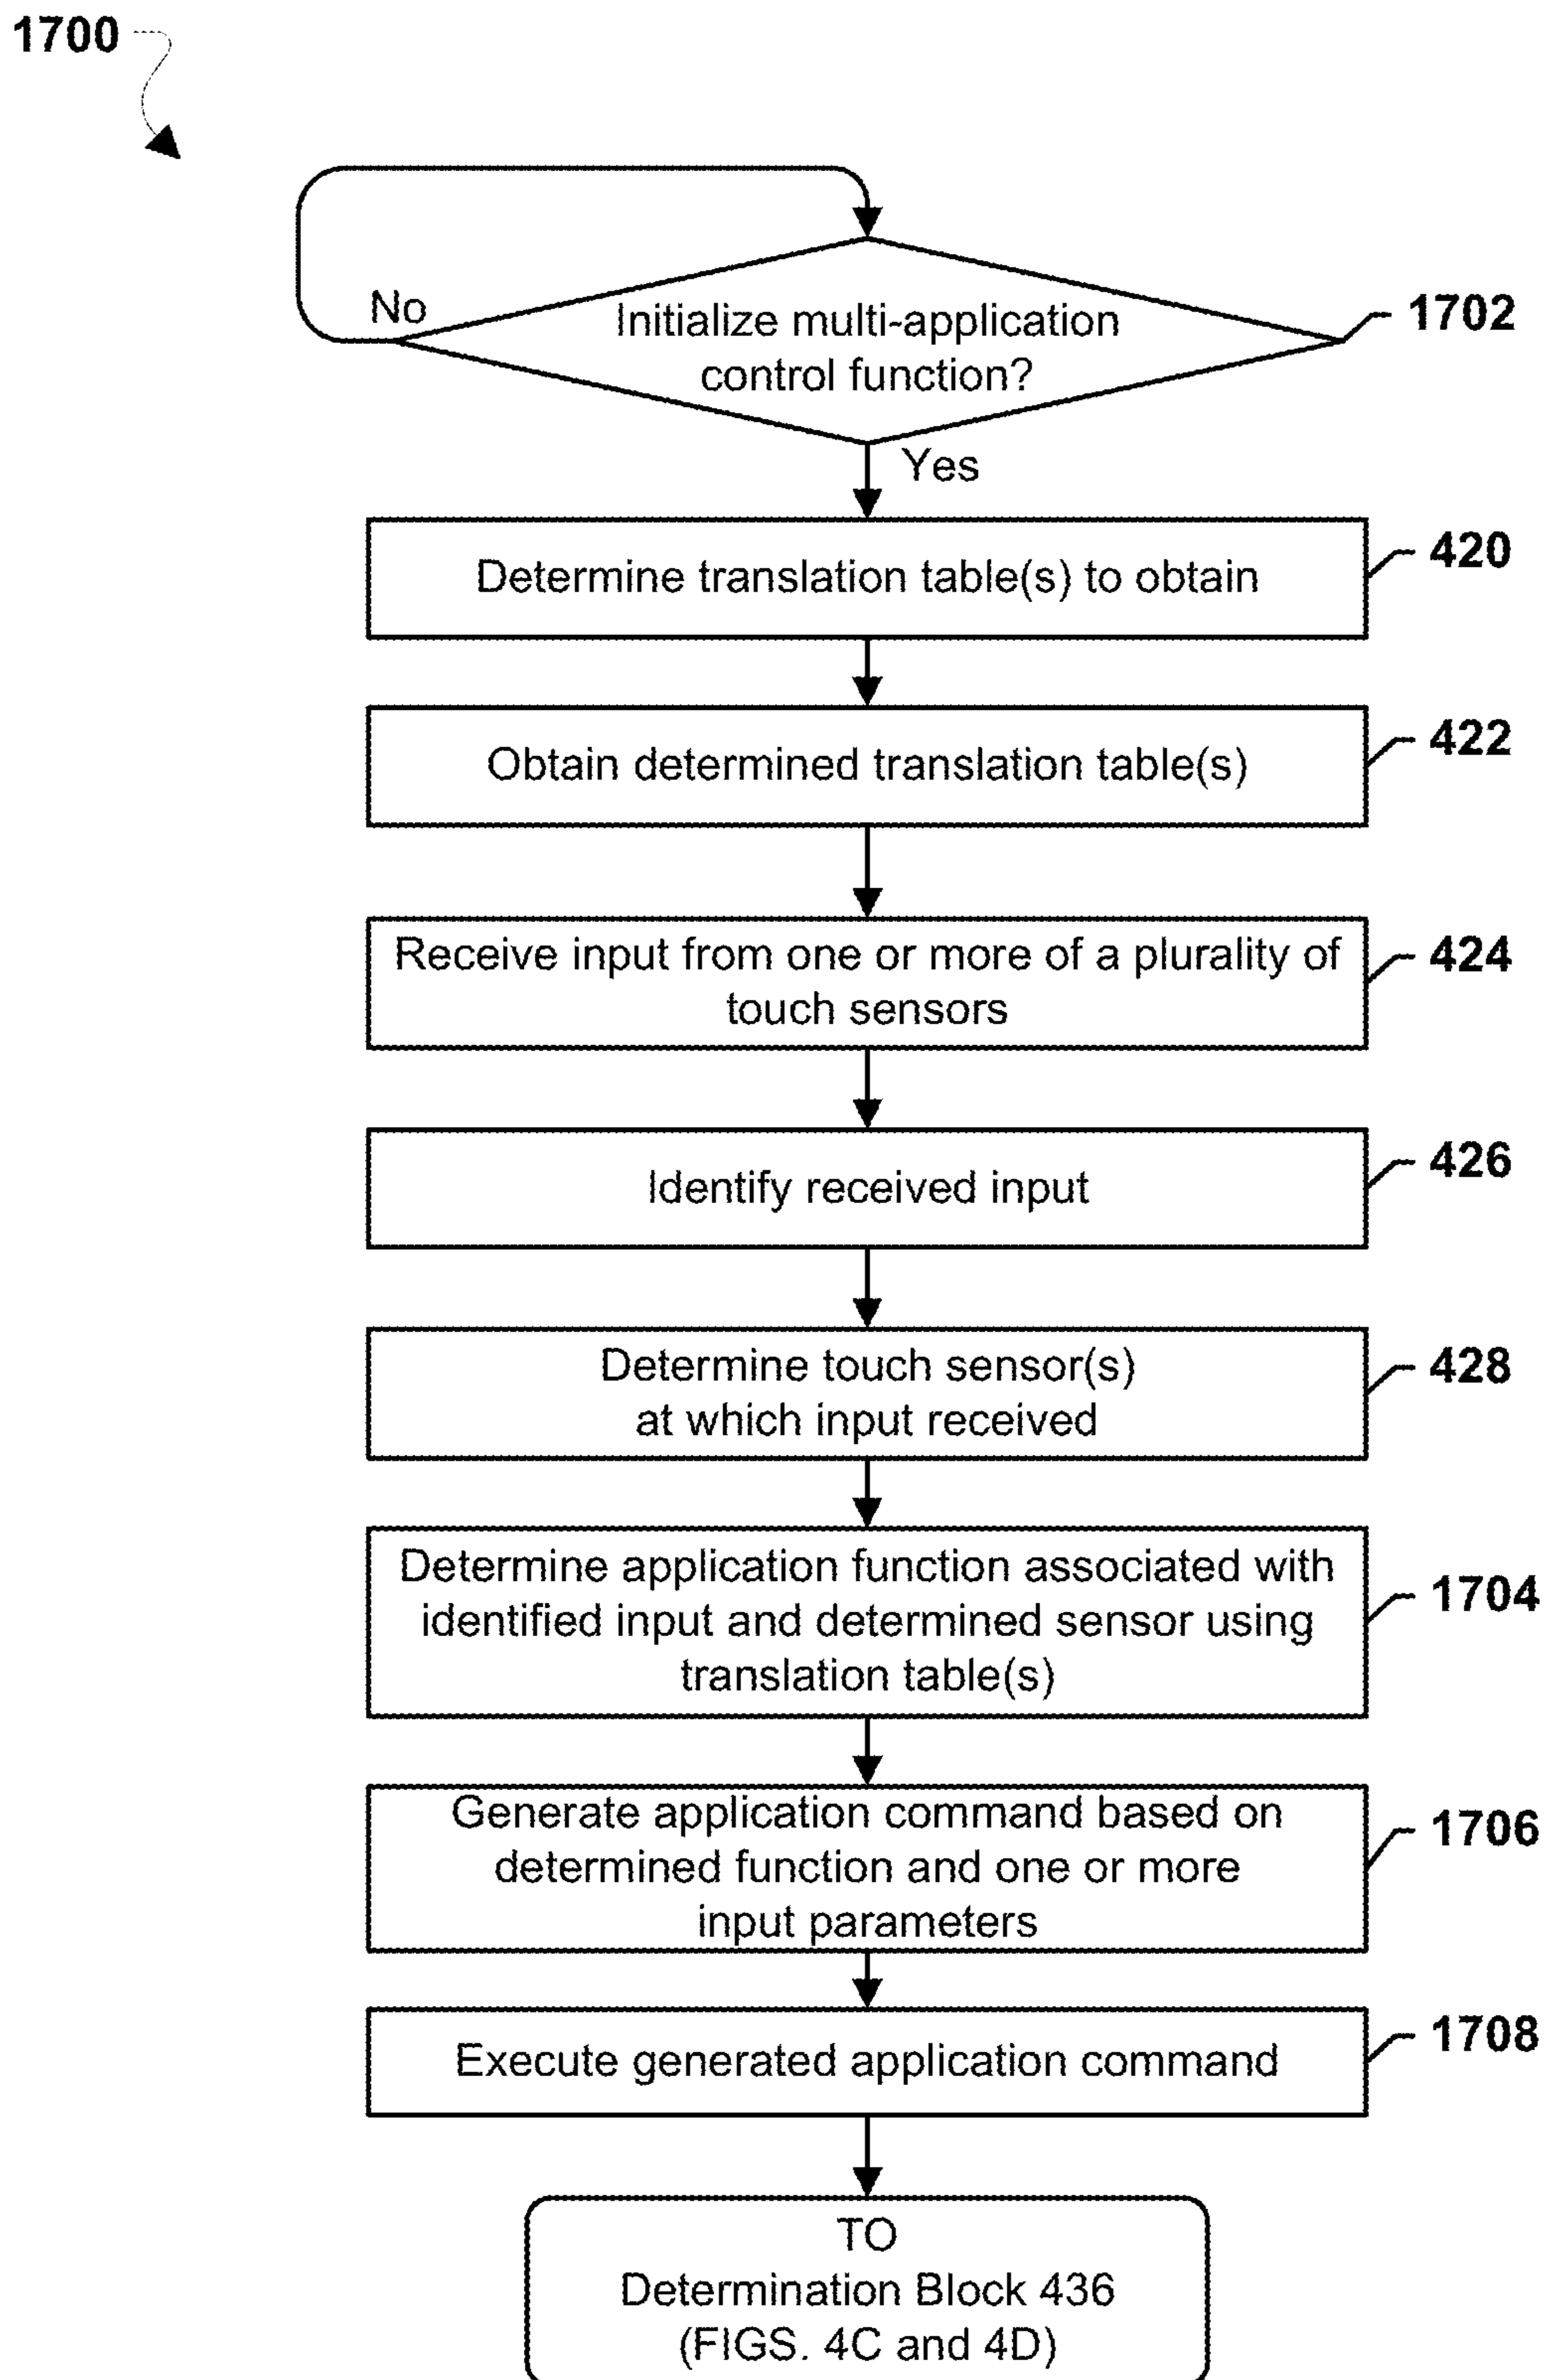 1700
No
Initialize multi-application
control function?
1702
Yes
Determine translation table(s) to obtain
420
Obtain determined translation table(s)
422
Receive input from one or more of a plurality of
touch sensors
424
Identify received input
426
Determine touch sensor(s)
at which input received
428
Determine application function associated with
identified input and determined sensor using
translation table(s)
1704
Generate application command based on
determined function and one or more
input parameters
1706
Execute generated application command
1708
TO
Determination Block 436
(FIGS. 4C and 4D)